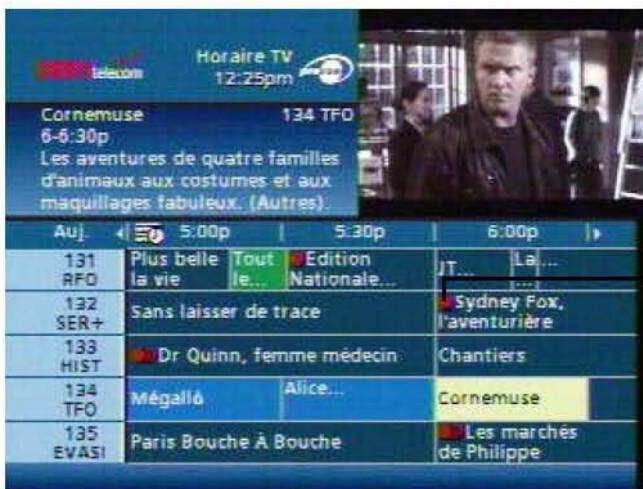 telecom
Horaire TV
12:25pm
Cornemuse 134 TFO
6-6:30p
Les aventures de quatre familles
d'animaux aux costumes et aux
maquillages fabuleux. (Autres).
Auj. 5:00p 5:30p 6:00p
131 RFO
Plus belle
la vie
Tout
le...
Edition
Nationale...
JT...
La...
...
132 SER+
Sans laisser de trace
Sydney Fox,
l'aventurière
133 HIST
Dr Quinn, femme médecin
Chantiers
134 TFO
Mégalló
Alice...
Cornemuse
135 EVASI
Paris Bouche À Bouche
Les marchés
de Philippe